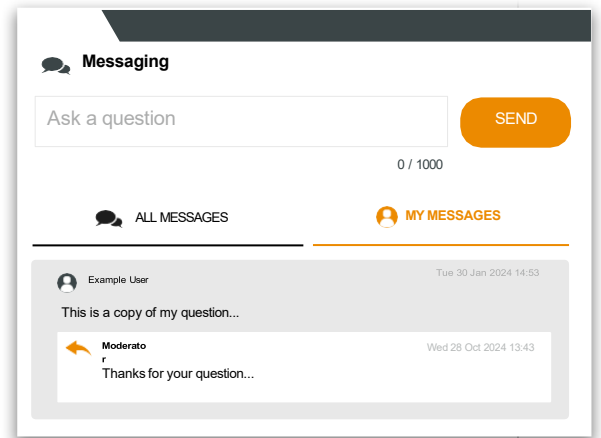 Messaging
Ask a question
SEND
0 / 1000
ALL MESSAGES
MY MESSAGES
Example User
Tue 30 Jan 2024 14:53
This is a copy of my question...
Moderato
r
Wed 28 Oct 2024 13:43
Thanks for your question...